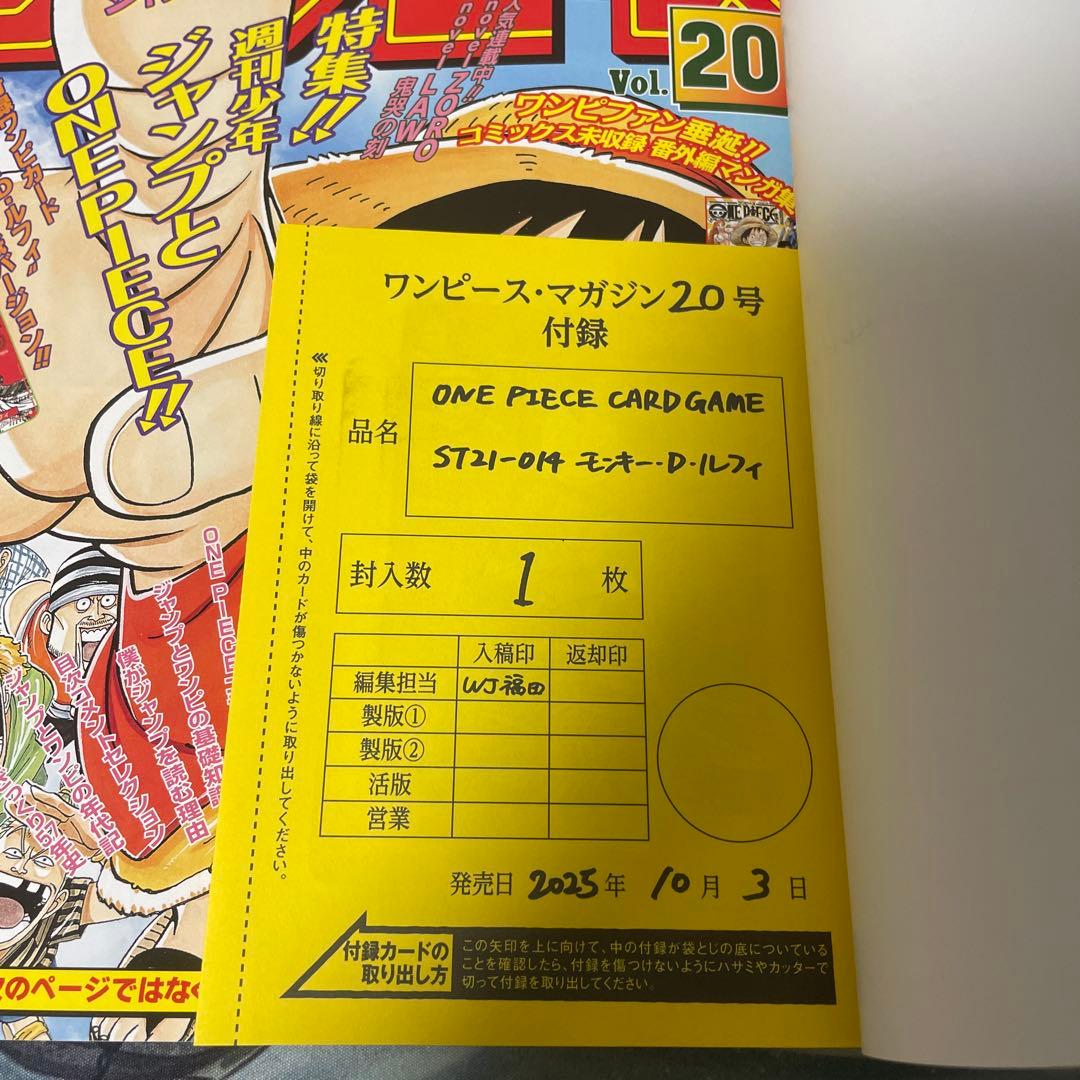 Vol. 20
ワンピファン垂涎!!
コミックス未収録 番外編マンガ集
人気連載中!!
novel ZORO
novel LAW
鬼哭の刻
特集!!
週刊少年
ジャンプと
ONE PIECE!!
ONE PIECE
ワンピース・マガジン20号
付録
品名
ONE PIECE CARD GAME
ST21-014 モンキー・D・ルフィ
封入数 1 枚
入稿印 返却印
編集担当 WJ福田
製版①
製版②
活版
営業
発売日 2025年 10月 3日
付録カードの
取り出し方
この矢印を上に向けて、中の付録が袋とじの底についている
ことを確認したら、付録を傷つけないようにハサミやカッターで
切って付録を取り出してください。
切り取り線に沿って袋を開けて、中のカードが傷つかないように取り出してください。
ONE PIECE
ジャンプとワンピの基礎知識
僕がジャンプを読む理由
目次コメントセレクション
ジャンプとワンピの年代記
のページではなく